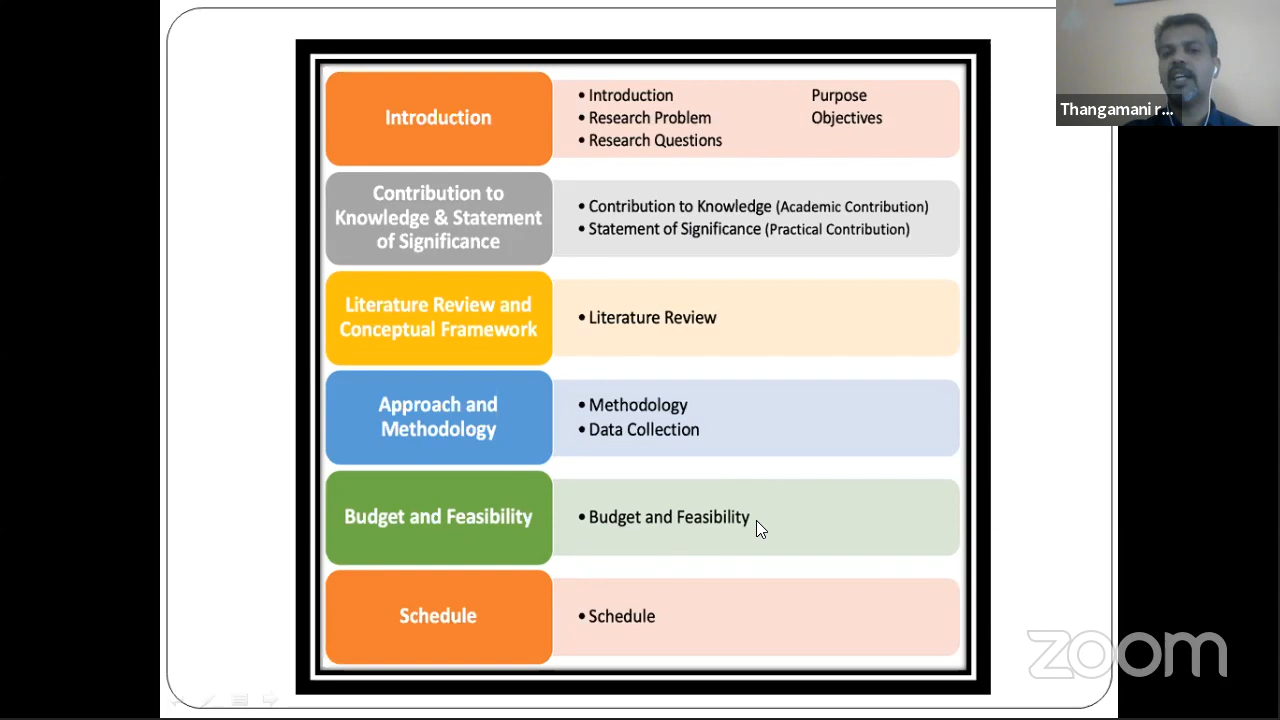 Introduction
• Introduction Purpose
• Research Problem Objectives
• Research Questions
Contribution to
Knowledge & Statement
of Significance
• Contribution to Knowledge (Academic Contribution)
• Statement of Significance (Practical Contribution)
Literature Review and
Conceptual Framework
• Literature Review
Approach and
Methodology
• Methodology
• Data Collection
Budget and Feasibility
• Budget and Feasibility
Schedule
• Schedule
Thangamani r...
zoom